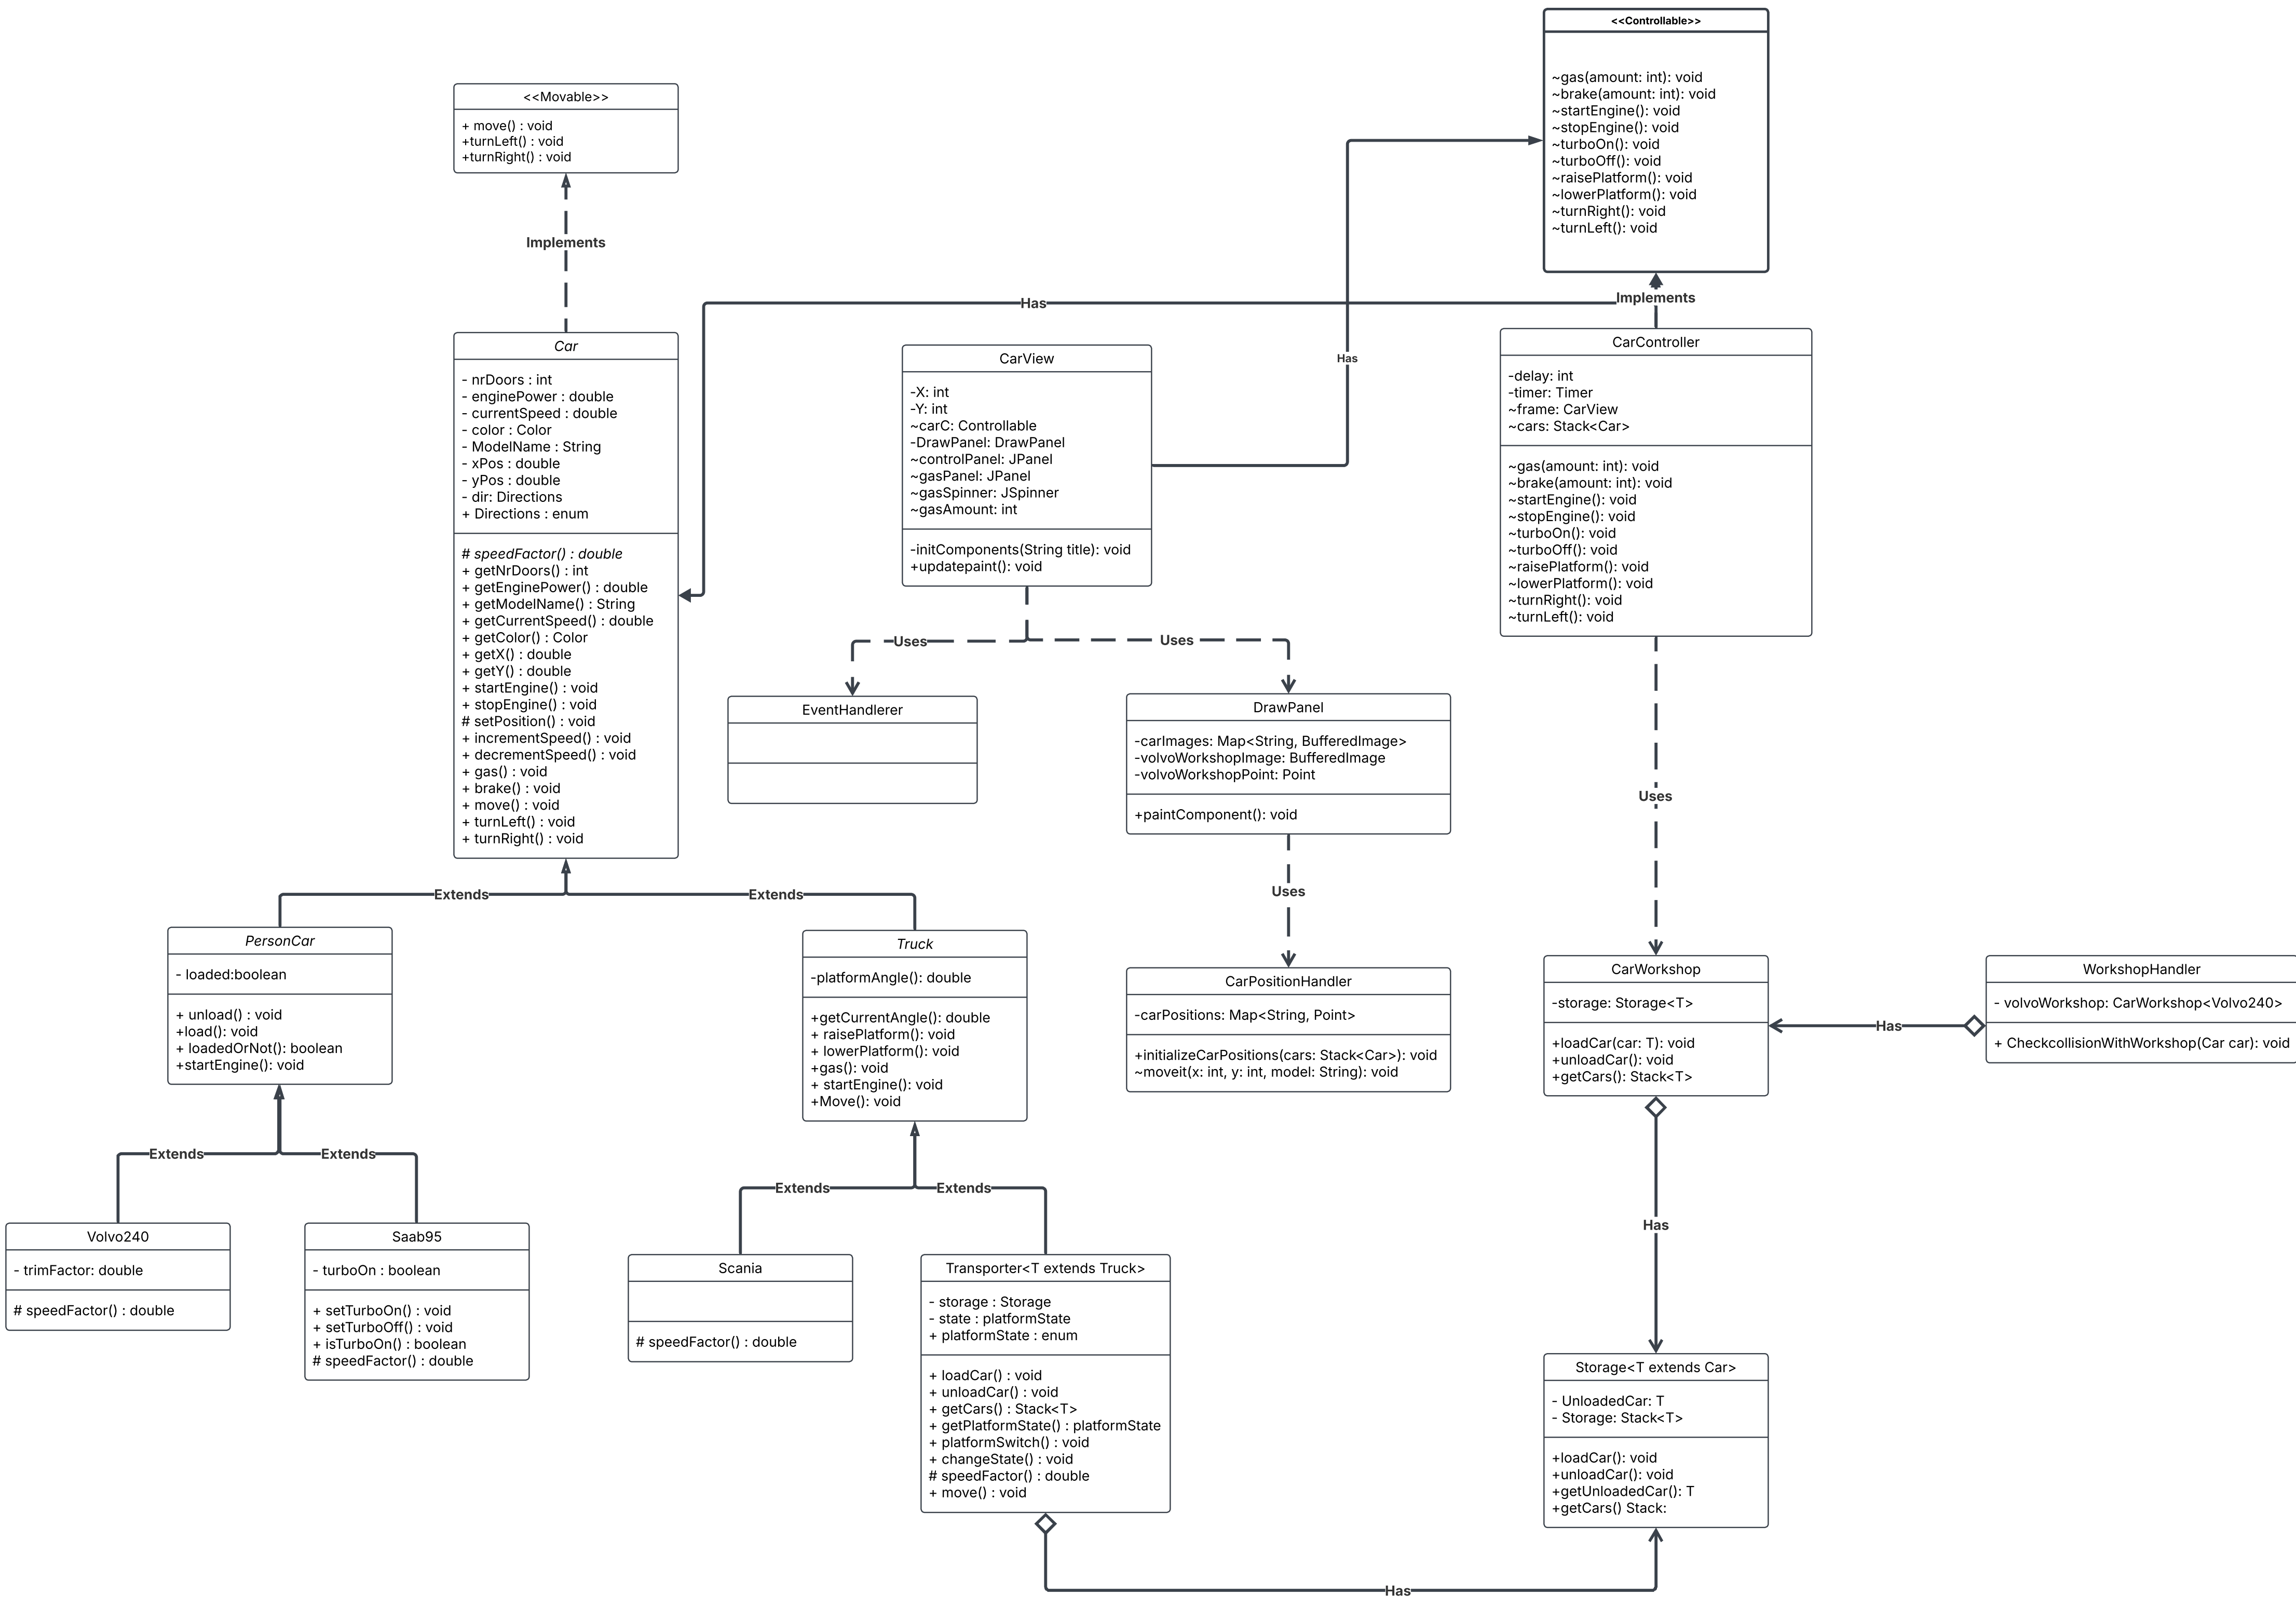 <<Controllable>>
~gas(amount: int): void
~brake(amount: int): void
~startEngine(): void
~stopEngine(): void
~turboOn(): void
~turboOff(): void
~raisePlatform(): void
~lowerPlatform(): void
~turnRight(): void
~turnLeft(): void
<<Movable>>
+ move() : void
+turnLeft() : void
+turnRight() : void
Implements
Has
Implements
Car
- nrDoors : int
- enginePower : double
- currentSpeed : double
- color : Color
- ModelName : String
- xPos : double
- yPos : double
- dir: Directions
+ Directions : enum
# speedFactor() : double
+ getNrDoors() : int
+ getEnginePower() : double
+ getModelName() : String
+ getCurrentSpeed() : double
+ getColor() : Color
+ getX() : double
+ getY() : double
+ startEngine() : void
+ stopEngine() : void
# setPosition() : void
+ incrementSpeed() : void
+ decrementSpeed() : void
+ gas() : void
+ brake() : void
+ move() : void
+ turnLeft() : void
+ turnRight() : void
CarView
-X: int
-Y: int
~carC: Controllable
-DrawPanel: DrawPanel
~controlPanel: JPanel
~gasPanel: JPanel
~gasSpinner: JSpinner
~gasAmount: int
-initComponents(String title): void
+updatepaint(): void
Has
CarController
-delay: int
-timer: Timer
~frame: CarView
~cars: Stack<Car>
~gas(amount: int): void
~brake(amount: int): void
~startEngine(): void
~stopEngine(): void
~turboOn(): void
~turboOff(): void
~raisePlatform(): void
~lowerPlatform(): void
~turnRight(): void
~turnLeft(): void
Uses
Uses
EventHandlerer
DrawPanel
-carImages: Map<String, BufferedImage>
-volvoWorkshopImage: BufferedImage
-volvoWorkshopPoint: Point
+paintComponent(): void
Uses
Uses
Extends
Extends
PersonCar
- loaded:boolean
+ unload() : void
+load(): void
+ loadedOrNot(): boolean
+startEngine(): void
Truck
-platformAngle(): double
+getCurrentAngle(): double
+ raisePlatform(): void
+ lowerPlatform(): void
+gas(): void
+ startEngine(): void
+Move(): void
CarPositionHandler
-carPositions: Map<String, Point>
+initializeCarPositions(cars: Stack<Car>): void
~moveit(x: int, y: int, model: String): void
CarWorkshop
-storage: Storage<T>
+loadCar(car: T): void
+unloadCar(): void
+getCars(): Stack<T>
Has
WorkshopHandler
- volvoWorkshop: CarWorkshop<Volvo240>
+ CheckcollisionWithWorkshop(Car car): void
Extends
Extends
Extends
Extends
Has
Volvo240
- trimFactor: double
# speedFactor() : double
Saab95
- turboOn : boolean
+ setTurboOn() : void
+ setTurboOff() : void
+ isTurboOn() : boolean
# speedFactor() : double
Scania
# speedFactor() : double
Transporter<T extends Truck>
- storage : Storage
- state : platformState
+ platformState : enum
+ loadCar() : void
+ unloadCar() : void
+ getCars() : Stack<T>
+ getPlatformState() : platformState
+ platformSwitch() : void
+ changeState() : void
# speedFactor() : double
+ move() : void
Storage<T extends Car>
- UnloadedCar: T
- Storage: Stack<T>
+loadCar(): void
+unloadCar(): void
+getUnloadedCar(): T
+getCars() Stack:
Has